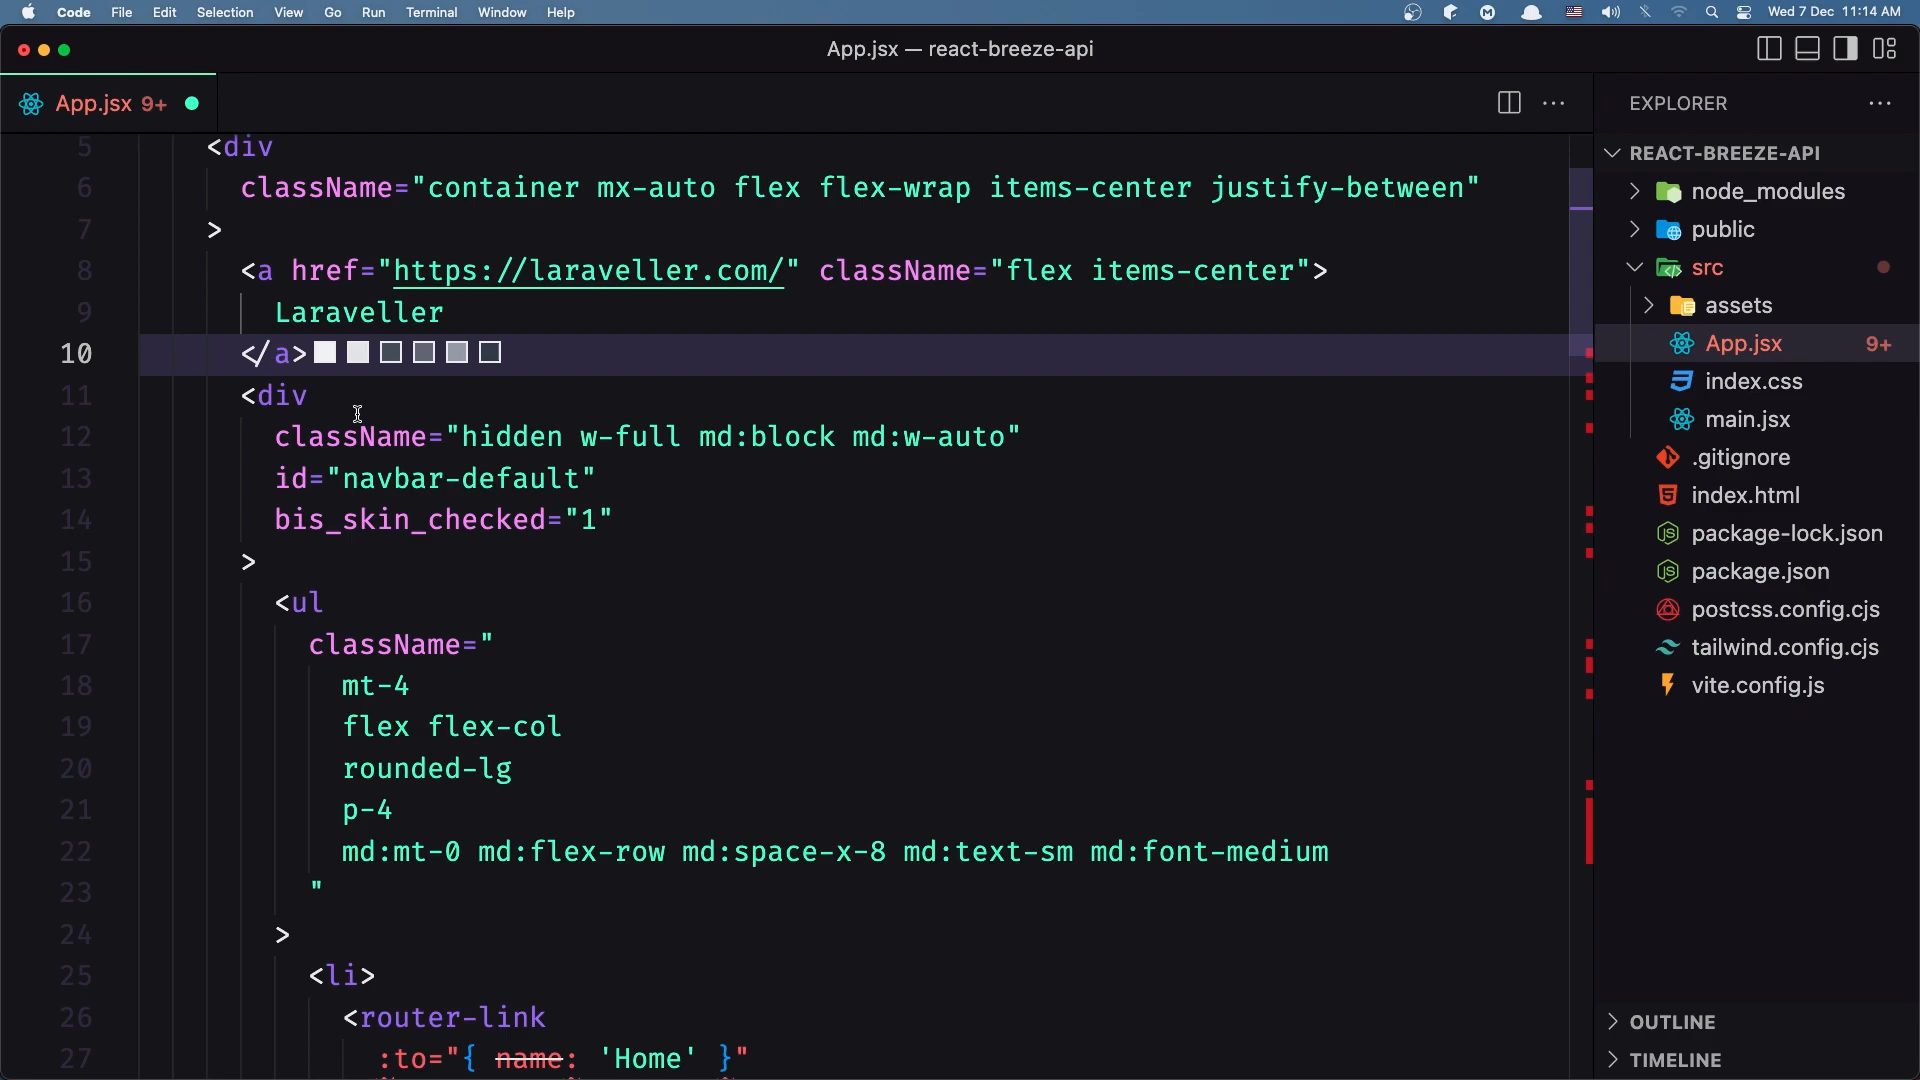 Code File Edit Selection View Go Run Terminal Window Help Wed 7 Dec 11:14 AM
App.jsx — react-breeze-api
App.jsx 9+
5 <div
6 className="container mx-auto flex flex-wrap items-center justify-between"
7 >
8 <a href="https://laraveller.com/" className="flex items-center">
9 Laraveller
10 </a>
11 <div
12 className="hidden w-full md:block md:w-auto"
13 id="navbar-default"
14 bis_skin_checked="1"
15 >
16 <ul
17 className="
18 mt-4
19 flex flex-col
20 rounded-lg
21 p-4
22 md:mt-0 md:flex-row md:space-x-8 md:text-sm md:font-medium
23 "
24 >
25 <li>
26 <router-link
27 :to="{ name: 'Home' }"
EXPLORER
REACT-BREEZE-API
node_modules
public
src
assets
App.jsx 9+
index.css
main.jsx
.gitignore
index.html
package-lock.json
package.json
postcss.config.cjs
tailwind.config.cjs
vite.config.js
OUTLINE
TIMELINE